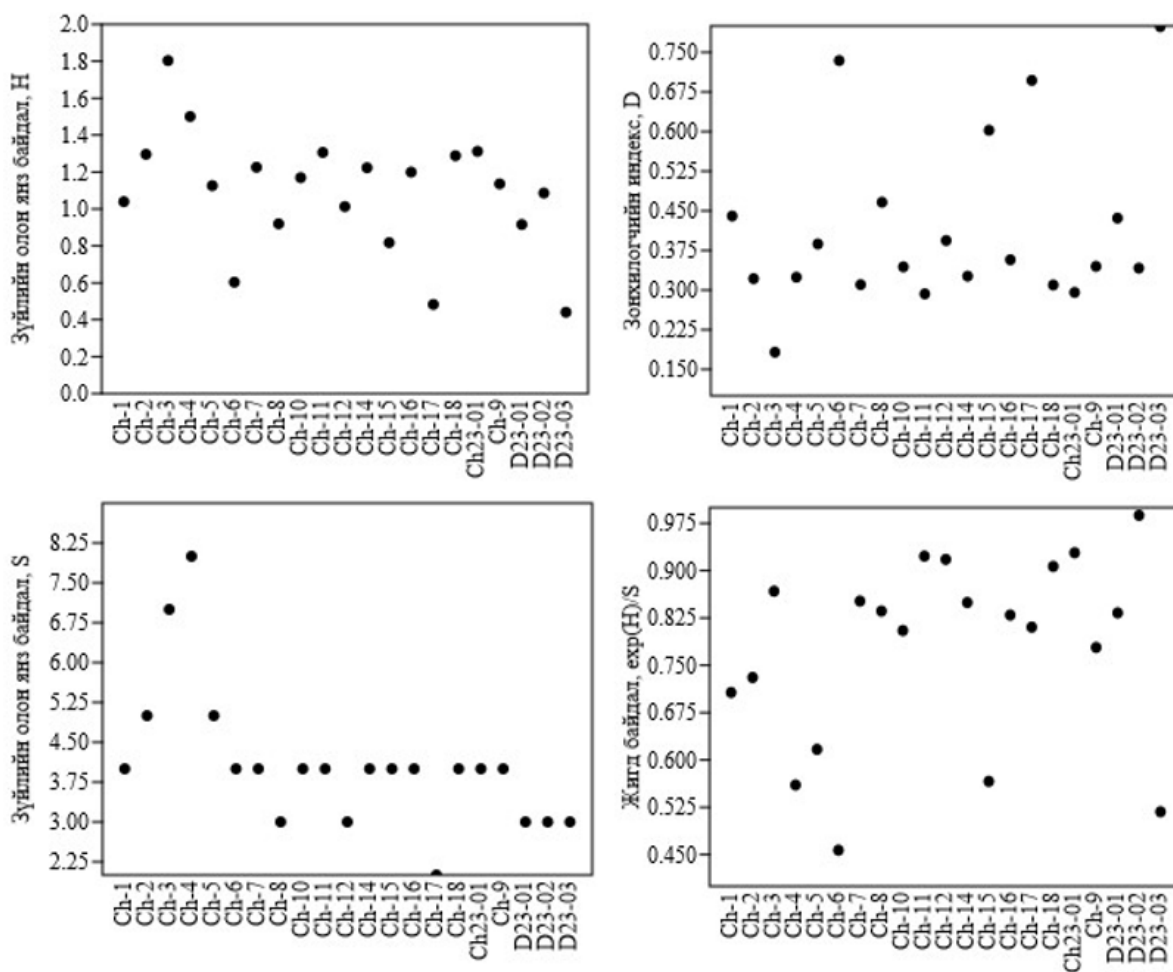 Зүйлийн олон янз байдал, H
2.0
1.8
1.6
1.4
1.2
1.0
0.8
0.6
0.4
0.2
0.0
Ch-1
Ch-2
Ch-3
Ch-4
Ch-5
Ch-6
Ch-7
Ch-8
Ch-10
Ch-11
Ch-12
Ch-14
Ch-15
Ch-16
Ch-17
Ch-18
Ch23-01
Ch-9
D23-01
D23-02
D23-03
Зонхилогчийн индекс, D
0.750
0.675
0.600
0.525
0.450
0.375
0.300
0.225
0.150
Ch-1
Ch-2
Ch-3
Ch-4
Ch-5
Ch-6
Ch-7
Ch-8
Ch-10
Ch-11
Ch-12
Ch-14
Ch-15
Ch-16
Ch-17
Ch-18
Ch23-01
Ch-9
D23-01
D23-02
D23-03
Зүйлийн олон янз байдал, S
8.25
7.50
6.75
6.00
5.25
4.50
3.75
3.00
2.25
Ch-1
Ch-2
Ch-3
Ch-4
Ch-5
Ch-6
Ch-7
Ch-8
Ch-10
Ch-11
Ch-12
Ch-14
Ch-15
Ch-16
Ch-17
Ch-18
Ch23-01
Ch-9
D23-01
D23-02
D23-03
Жигд байдал, exp(H)/S
0.975
0.900
0.825
0.750
0.675
0.600
0.525
0.450
Ch-1
Ch-2
Ch-3
Ch-4
Ch-5
Ch-6
Ch-7
Ch-8
Ch-10
Ch-11
Ch-12
Ch-14
Ch-15
Ch-16
Ch-17
Ch-18
Ch23-01
Ch-9
D23-01
D23-02
D23-03